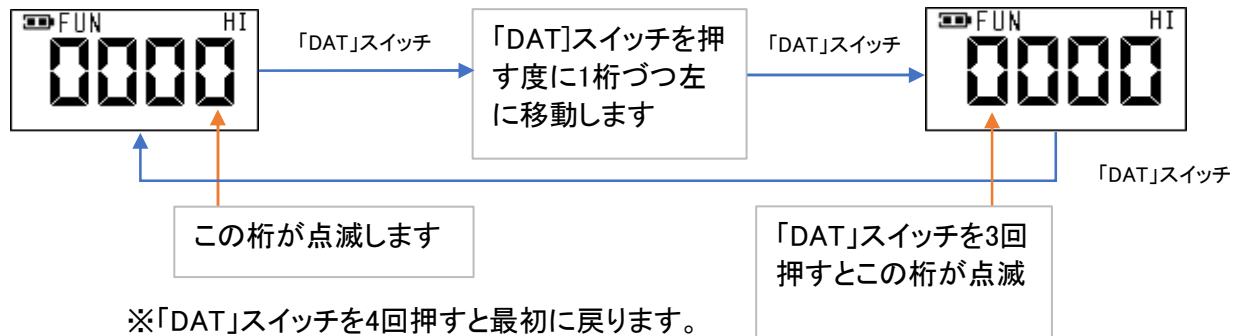 FUN HI
0000
「DAT」スイッチ
「DAT]スイッチを押
す度に1桁づつ左
に移動します
「DAT」スイッチ
FUN HI
0000
「DAT」スイッチ
この桁が点滅します
「DAT」スイッチを3回
押すとこの桁が点滅
※「DAT」スイッチを4回押すと最初に戻ります。